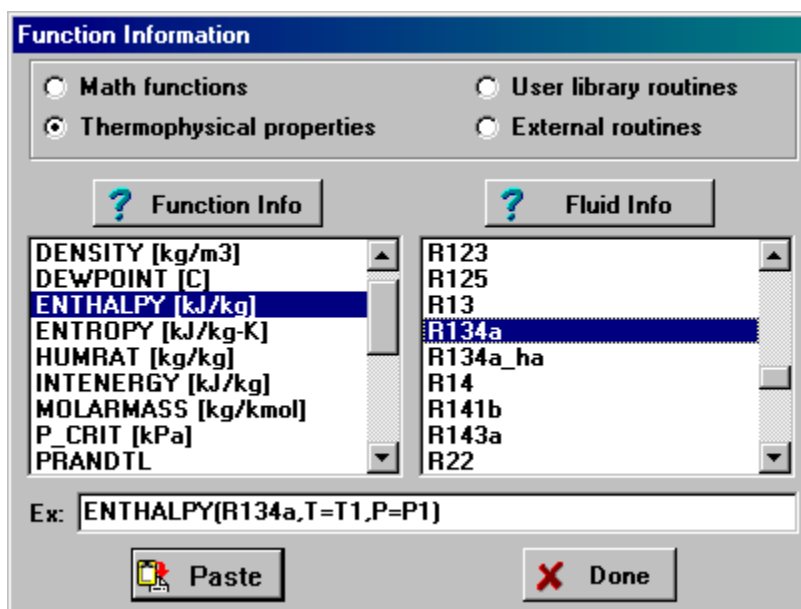 Function Information
Math functions
User library routines
Thermophysical properties
External routines
? Function Info
? Fluid Info
DENSITY [kg/m3]
DEWPOINT [C]
ENTHALPY [kJ/kg]
ENTROPY [kJ/kg-K]
HUMRAT [kg/kg]
INTENERGY [kJ/kg]
MOLARMASS [kg/kmol]
P_CRIT [kPa]
PRANDTL
R123
R125
R13
R134a
R134a_ha
R14
R141b
R143a
R22
Ex: ENTHALPY(R134a,T=T1,P=P1)
Paste
Done